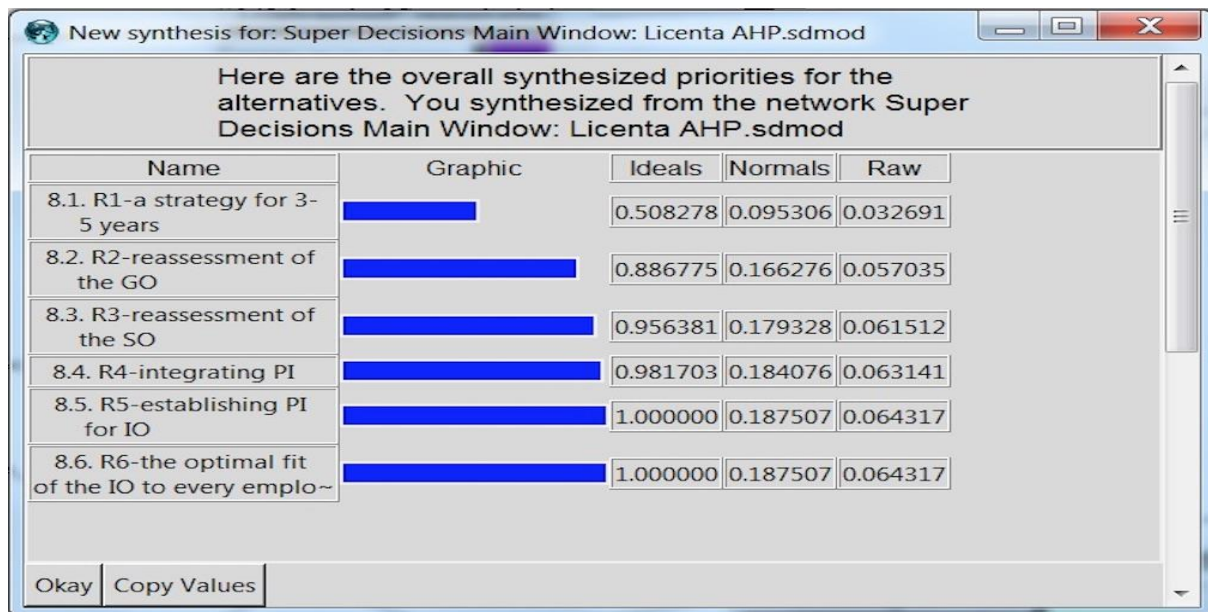 New synthesis for: Super Decisions Main Window: Licenta AHP.sdmod
Here are the overall synthesized priorities for the
alternatives. You synthesized from the network Super
Decisions Main Window: Licenta AHP.sdmod
Name Graphic Ideals Normals Raw
8.1. R1-a strategy for 3-
5 years
0.508278 0.095306 0.032691
8.2. R2-reassessment of
the GO
0.886775 0.166276 0.057035
8.3. R3-reassessment of
the SO
0.956381 0.179328 0.061512
8.4. R4-integrating PI 0.981703 0.184076 0.063141
8.5. R5-establishing PI
for IO
1.000000 0.187507 0.064317
8.6. R6-the optimal fit
of the IO to every emplo~
1.000000 0.187507 0.064317
Okay Copy Values